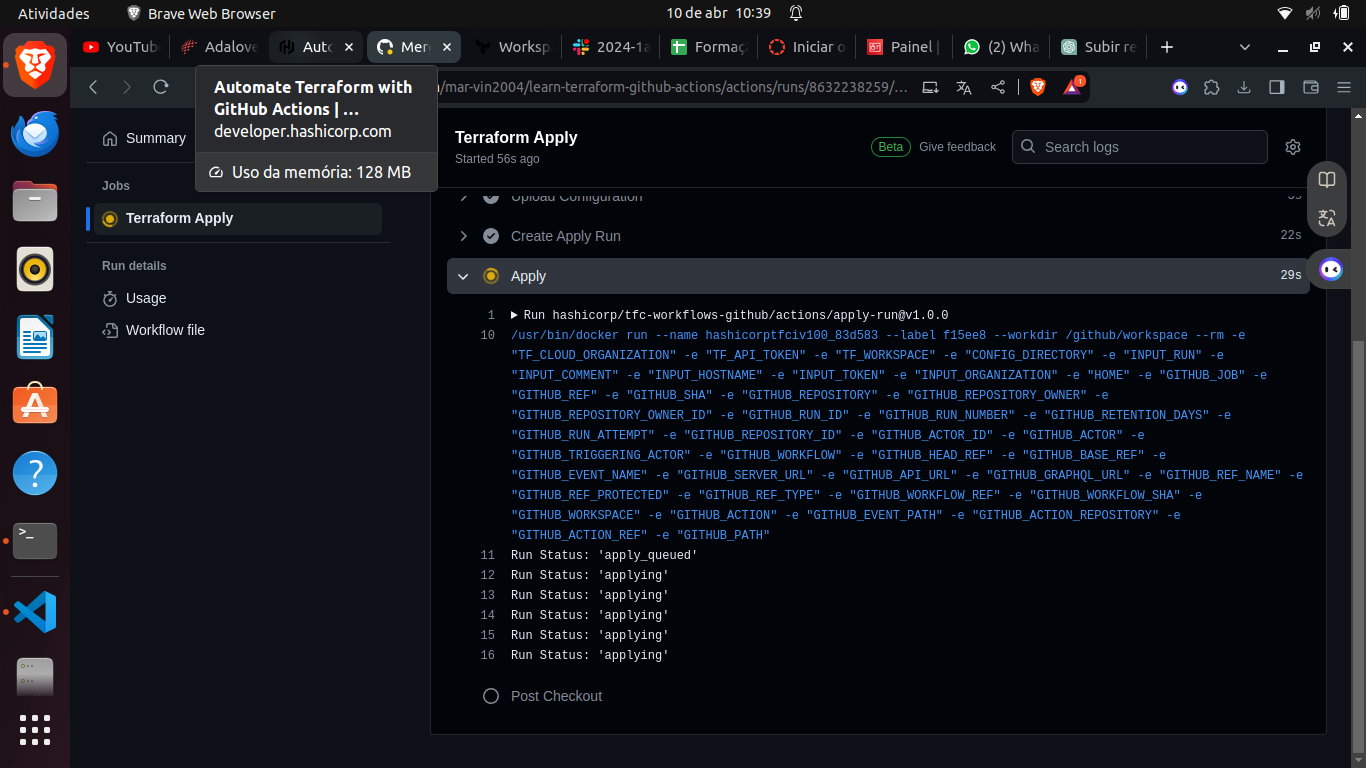 Atividades
Brave Web Browser
10 de abr 10:39
YouTub
Adalove
Auto
Mer
Worksp
2024-1a
Formaç
Iniciar o
Painel |
(2) Wha
Subir re
/mar-vin2004/learn-terraform-github-actions/actions/runs/8632238259/…
1
Automate Terraform with
GitHub Actions | …
developer.hashicorp.com
Uso da memória: 128 MB
Summary
Jobs
Terraform Apply
Run details
Usage
Workflow file
Terraform Apply
Started 56s ago
Beta
Give feedback
Search logs
Upload Configuration
3s
Create Apply Run
22s
Apply
29s
1 Run hashicorp/tfc-workflows-github/actions/apply-run@v1.0.0
10 /usr/bin/docker run --name hashicorptfciv100_83d583 --label f15ee8 --workdir /github/workspace --rm -e
"TF_CLOUD_ORGANIZATION" -e "TF_API_TOKEN" -e "TF_WORKSPACE" -e "CONFIG_DIRECTORY" -e "INPUT_RUN" -e
"INPUT_COMMENT" -e "INPUT_HOSTNAME" -e "INPUT_TOKEN" -e "INPUT_ORGANIZATION" -e "HOME" -e "GITHUB_JOB" -e
"GITHUB_REF" -e "GITHUB_SHA" -e "GITHUB_REPOSITORY" -e "GITHUB_REPOSITORY_OWNER" -e
"GITHUB_REPOSITORY_OWNER_ID" -e "GITHUB_RUN_ID" -e "GITHUB_RUN_NUMBER" -e "GITHUB_RETENTION_DAYS" -e
"GITHUB_RUN_ATTEMPT" -e "GITHUB_REPOSITORY_ID" -e "GITHUB_ACTOR_ID" -e "GITHUB_ACTOR" -e
"GITHUB_TRIGGERING_ACTOR" -e "GITHUB_WORKFLOW" -e "GITHUB_HEAD_REF" -e "GITHUB_BASE_REF" -e
"GITHUB_EVENT_NAME" -e "GITHUB_SERVER_URL" -e "GITHUB_API_URL" -e "GITHUB_GRAPHQL_URL" -e "GITHUB_REF_NAME" -e
"GITHUB_REF_PROTECTED" -e "GITHUB_REF_TYPE" -e "GITHUB_WORKFLOW_REF" -e "GITHUB_WORKFLOW_SHA" -e
"GITHUB_WORKSPACE" -e "GITHUB_ACTION" -e "GITHUB_EVENT_PATH" -e "GITHUB_ACTION_REPOSITORY" -e
"GITHUB_ACTION_REF" -e "GITHUB_PATH"
11 Run Status: 'apply_queued'
12 Run Status: 'applying'
13 Run Status: 'applying'
14 Run Status: 'applying'
15 Run Status: 'applying'
16 Run Status: 'applying'
Post Checkout